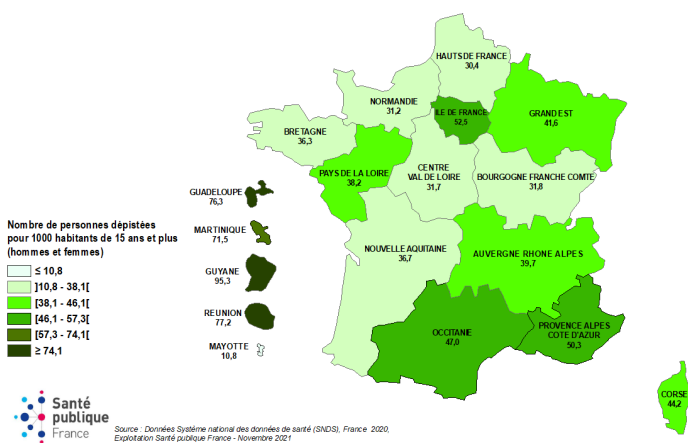 HAUTS DE FRANCE
30,4
NORMANDIE
31,2
ILE DE FRANCE
52,5
GRAND EST
41,6
BRETAGNE
36,3
PAYS DE LA LOIRE
38,2
CENTRE
VAL DE LOIRE
31,7
BOURGOGNE FRANCHE COMTE
31,8
GUADELOUPE
76,3
MARTINIQUE
71,5
GUYANE
95,3
REUNION
77,2
MAYOTTE
10,8
NOUVELLE AQUITAINE
36,7
AUVERGNE RHONE ALPES
39,7
OCCITANIE
47,0
PROVENCE ALPES
COTE D'AZUR
50,3
CORSE
44,2
Nombre de personnes dépistées
pour 1000 habitants de 15 ans et plus
(hommes et femmes)
≤ 10,8
]10,8 - 38,1[
[38,1 - 46,1[
[46,1 - 57,3[
[57,3 - 74,1[
≥ 74,1
Santé
publique
France
Source : Données Système national des données de santé (SNDS), France 2020,
Exploitation Santé publique France - Novembre 2021